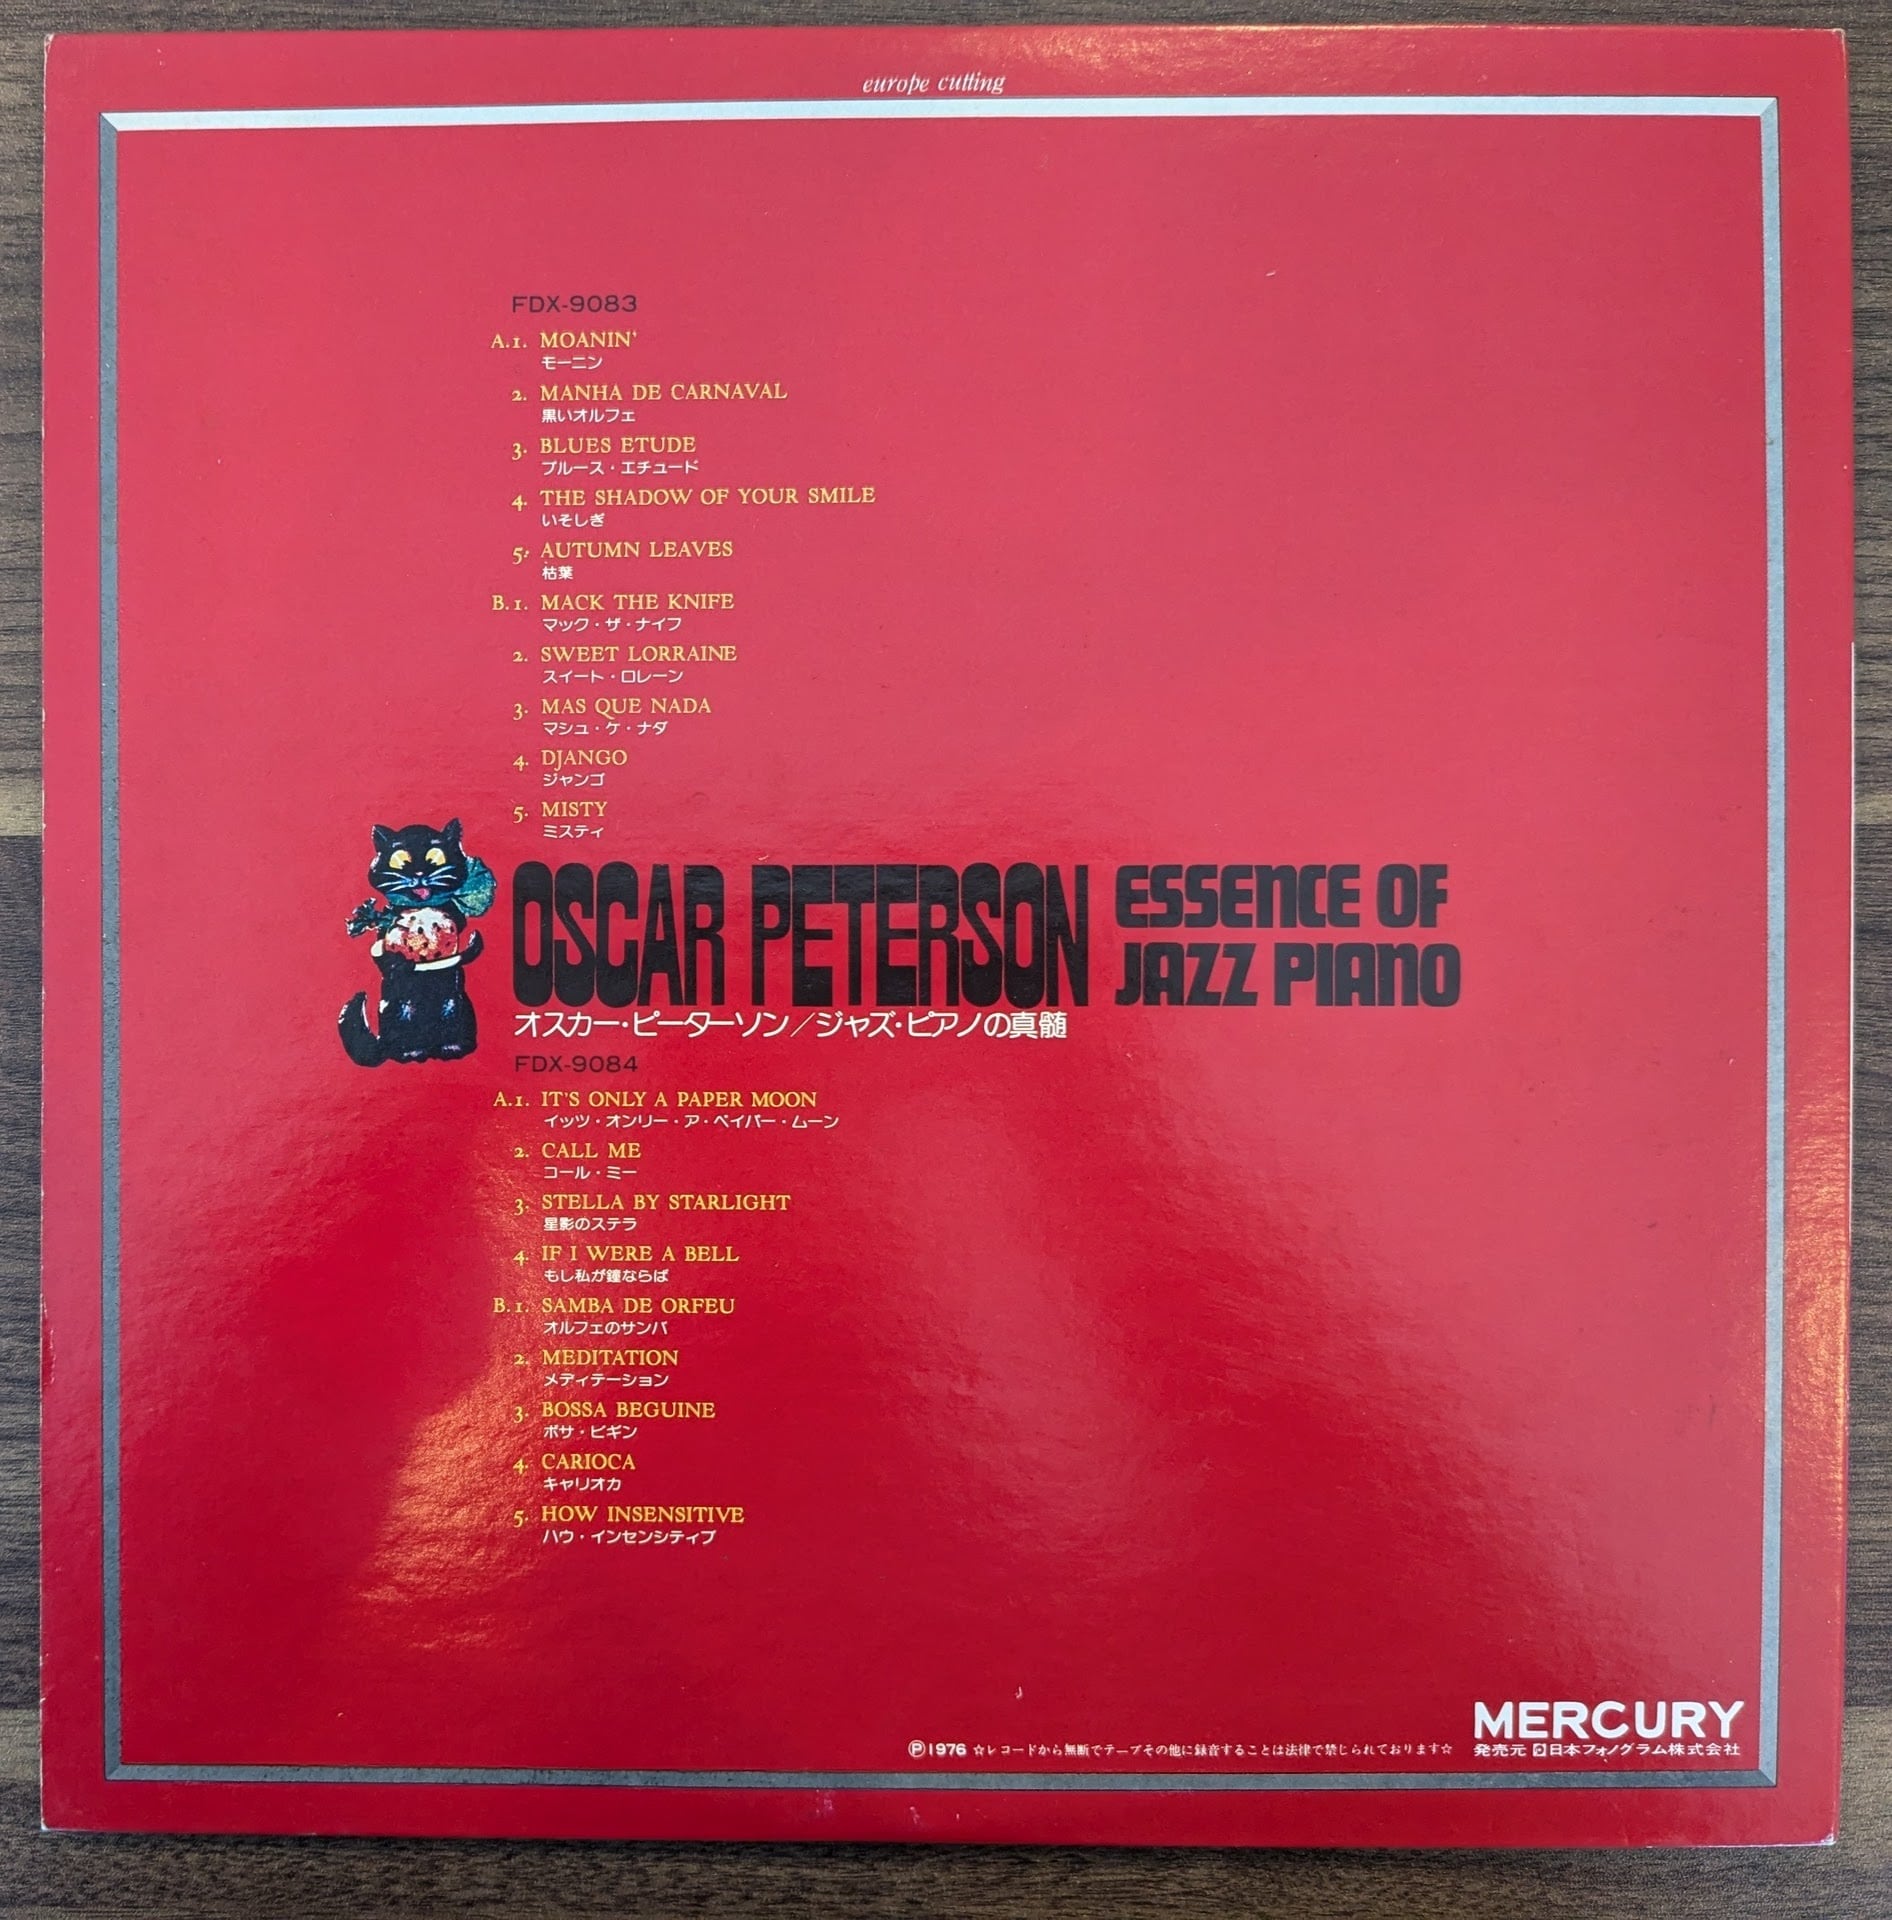 europe cutting
FDX-9083
A.1. MOANIN'
モーニン
2. MANHA DE CARNAVAL
黒いオルフェ
3. BLUES ETUDE
ブルース・エチュード
4. THE SHADOW OF YOUR SMILE
いそしぎ
5. AUTUMN LEAVES
枯葉
B.1. MACK THE KNIFE
マック・ザ・ナイフ
2. SWEET LORRAINE
スイート・ロレーン
3. MAS QUE NADA
マシュ・ケ・ナダ
4. DJANGO
ジャンゴ
5. MISTY
ミスティ
OSCAR PETERSON ESSENCE OF
JAZZ PIANO
オスカー・ピーターソン/ジャズ・ピアノの真髄
FDX-9084
A.1. IT'S ONLY A PAPER MOON
イッツ・オンリー・ア・ペイパー・ムーン
2. CALL ME
コール・ミー
3. STELLA BY STARLIGHT
星影のステラ
4. IF I WERE A BELL
もし私が鐘ならば
B.1. SAMBA DE ORFEU
オルフェのサンバ
2. MEDITATION
メディテーション
3. BOSSA BEGUINE
ボサ・ビギン
4. CARIOCA
キャリオカ
5. HOW INSENSITIVE
ハウ・インセンシティブ
MERCURY
Ⓟ1976 ☆レコードから無断でテープその他に録音することは法律で禁じられております☆ 発売元 日本フォノグラム株式会社